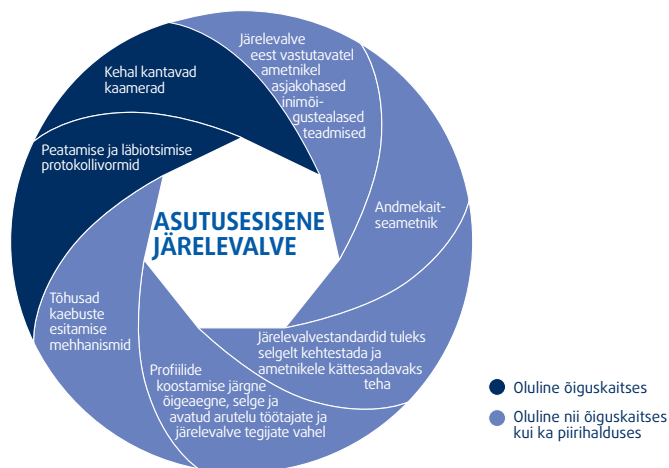 Järelevalve
eest vastutavatel
ametnikel
asjakohased
inimõi-
gustealased
teadmised
Kehal kantavad
kaamerad
Peatamise ja läbiotsimise
protokollivormid
Andmekait-
seametnik
ASUTUSESISENE
JÄRELEVALVE
Tõhusad
kaebuste
esitamise
mehhanismid
Järelevalvestandardid tuleks
selgelt kehtestada ja
ametnikele kättesaadavaks
teha
Profiilide
koostamise järgne
õigeaegne, selge ja
avatud arutelu töötajate ja
järelevalve tegijate vahel
Oluline õiguskaitses
Oluline nii õiguskaitses
kui ka piirihalduses